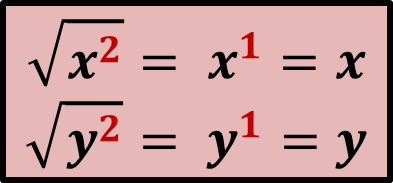 √x² = x¹ = x
√y² = y¹ = y